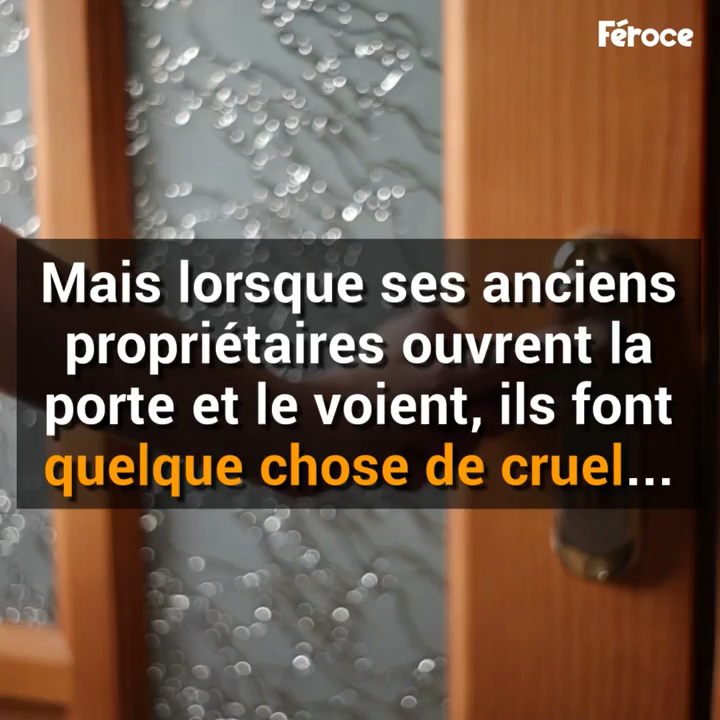 Féroce
Mais lorsque ses anciens
propriétaires ouvrent la
porte et le voient, ils font
quelque chose de cruel...